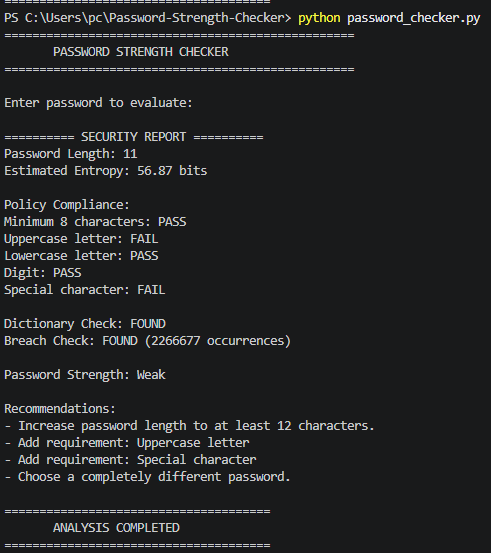 =====================================
PS C:\Users\pc\Password-Strength-Checker> python password_checker.py
==================================================
PASSWORD STRENGTH CHECKER
==================================================
Enter password to evaluate:
========== SECURITY REPORT ==========
Password Length: 11
Estimated Entropy: 56.87 bits
Policy Compliance:
Minimum 8 characters: PASS
Uppercase letter: FAIL
Lowercase letter: PASS
Digit: PASS
Special character: FAIL
Dictionary Check: FOUND
Breach Check: FOUND (2266677 occurrences)
Password Strength: Weak
Recommendations:
- Increase password length to at least 12 characters.
- Add requirement: Uppercase letter
- Add requirement: Special character
- Choose a completely different password.
======================================
ANALYSIS COMPLETED
======================================